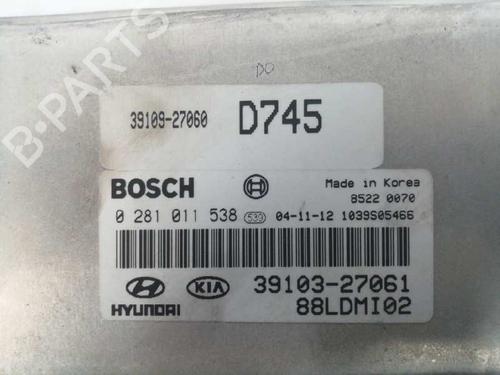 DO
39109-27060 D745
BOSCH Made in Korea
8522 0070
0 281 011 538 530 04-11-12 1039S05466
39103-27061
HYUNDAI KIA 88LDMI02
B-PARTS